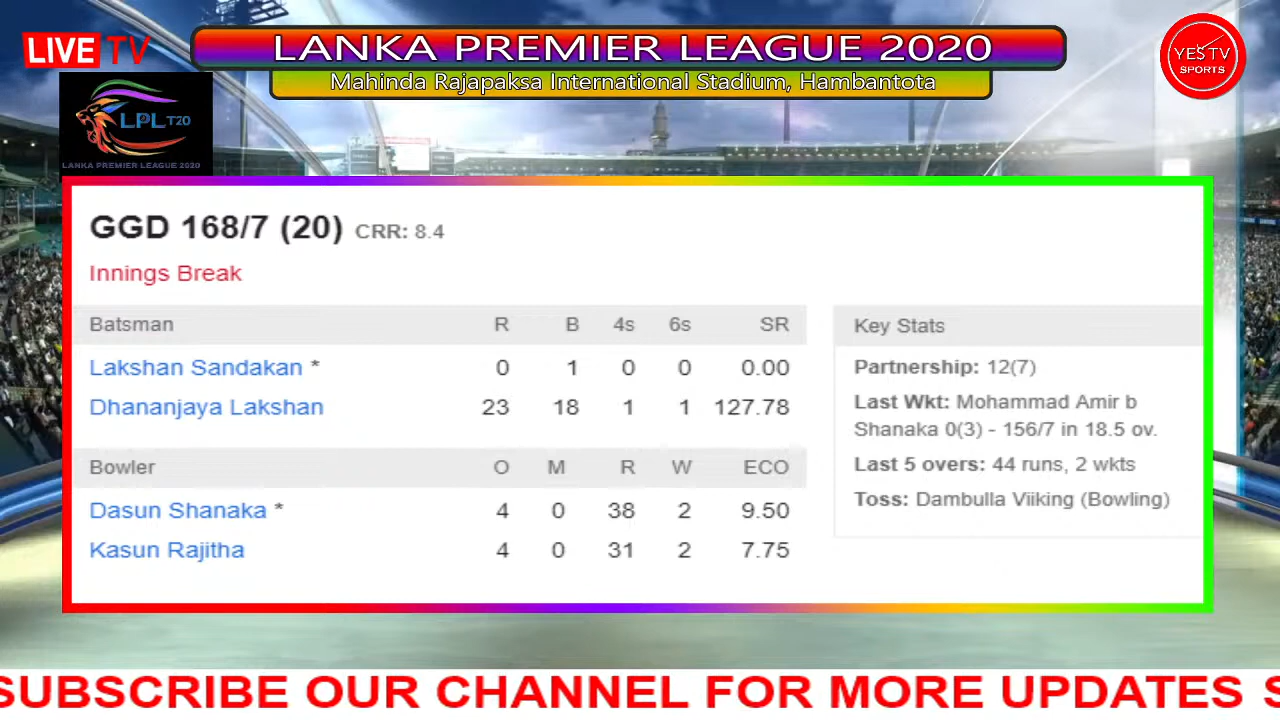 LIVE TV
LANKA PREMIER LEAGUE 2020
Mahinda Rajapaksa International Stadium, Hambantota
YES TV
SPORTS
LPL T20
LANKA PREMIER LEAGUE 2020
GGD 168/7 (20) CRR: 8.4
Innings Break
Batsman R B 4s 6s SR
Lakshan Sandakan * 0 1 0 0 0.00
Dhananjaya Lakshan 23 18 1 1 127.78
Bowler O M R W ECO
Dasun Shanaka * 4 0 38 2 9.50
Kasun Rajitha 4 0 31 2 7.75
Key Stats
Partnership: 12(7)
Last Wkt: Mohammad Amir b
Shanaka 0(3) - 156/7 in 18.5 ov.
Last 5 overs: 44 runs, 2 wkts
Toss: Dambulla Viiking (Bowling)
SUBSCRIBE OUR CHANNEL FOR MORE UPDATES S